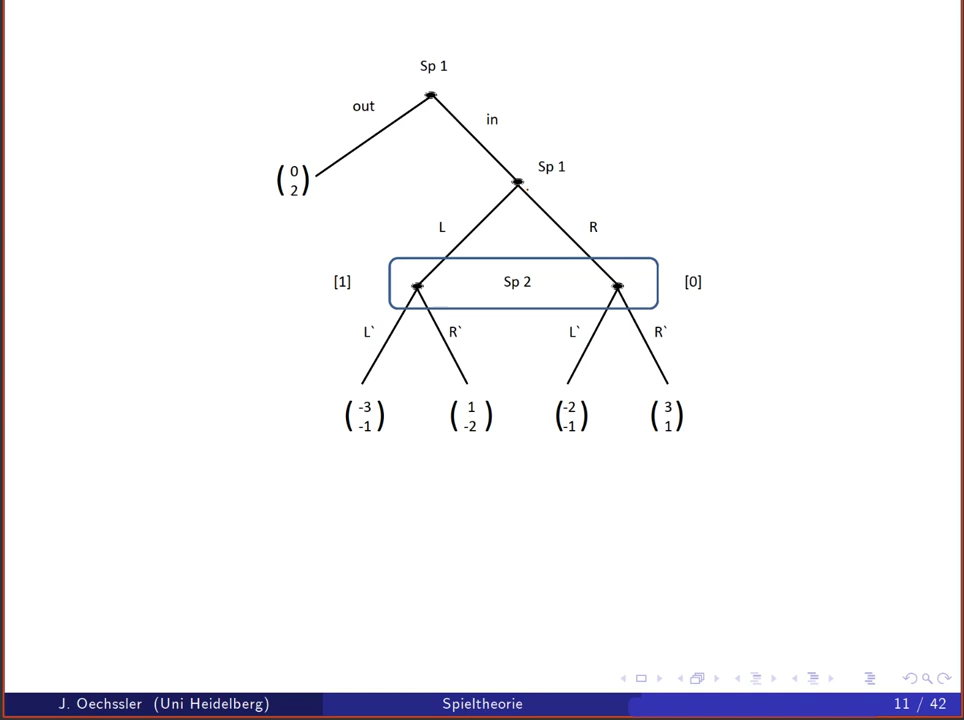 Sp 1
out
in
0
2
Sp 1
L
R
[1]
Sp 2
[0]
L`
R`
L`
R`
-3
-1
1
-2
-2
-1
3
1
J. Oechssler (Uni Heidelberg)
Spieltheorie
11 / 42